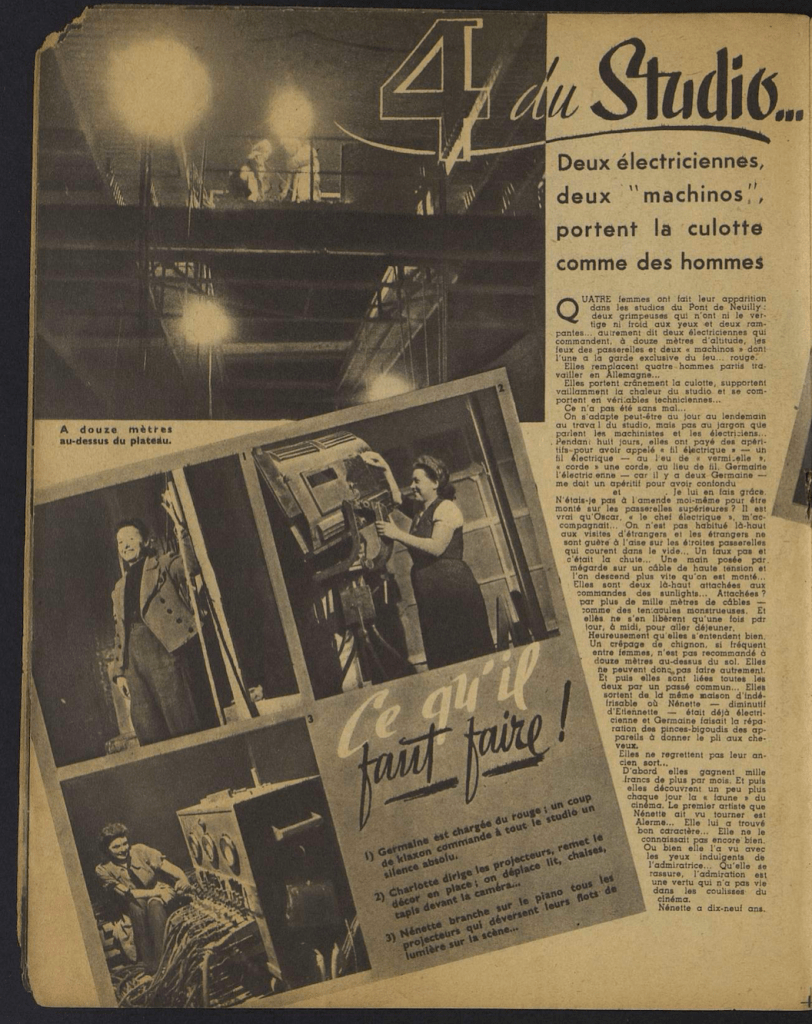 4 du Studio...
Deux électriciennes,
deux "machinos",
portent la culotte
comme des hommes
QUATRE femmes ont fait leur apparition
dans les studios du Pont de Neuilly :
deux grimpeuses qui n'ont ni le ver-
tige ni froid aux yeux et deux ram-
pantes... autrement dit deux électriciennes qui
commandent, à douze mètres d'altitude, les
feux des passerelles et deux « machinos » dont
l'une a la garde exclusive du feu... rouge.
Elles remplacent quatre hommes partis tra-
vailler en Allemagne...
Elles portent crânement la culotte, supportent
vaillamment la chaleur du studio et se com-
portent en véritables techniciennes...
Ce n'a pas été sans mal...
On s'adapte peut-être au jour au lendemain
au travail du studio, mais pas au jargon que
parlent les machinistes et les électriciens...
Pendant huit jours, elles ont payé des apéri-
tifs pour avoir appelé « fil électrique » — un
fil électrique — au lieu de « vermicelle »,
« corde » une corde, au lieu de fil. Germaine
l'électricienne — car il y a deux Germaine —
me doit un apéritif pour avoir confondu
et Je lui en fais grâce.
N'étais-je pas à l'amende moi-même pour être
monté sur les passerelles supérieures ? Il est
vrai qu'Oscar, « le chef électrique », m'ac-
compagnait... On n'est pas habitué là-haut
aux visites d'étrangers et les étrangers ne
sont guère à l'aise sur les étroites passerelles
qui courent dans le vide... Un faux pas et
c'était la chute... Une main posée par
mégarde sur un câble de haute tension et
l'on descend plus vite qu'on est monté...
Elles sont deux là-haut attachées aux
commandes des sunlights... Attachées ?
par plus de mille mètres de câbles —
comme des tentacules monstrueuses. Et
elles ne s'en libèrent qu'une fois par
jour, à midi, pour aller déjeuner.
Heureusement qu'elles s'entendent bien.
Un crêpage de chignon, si fréquent
entre femmes, n'est pas recommandé à
douze mètres au-dessus du sol. Elles
ne peuvent donc pas faire autrement.
Et puis elles sont liées toutes les
deux par un passé commun... Elles
sortent de la même maison d'indé-
frisable où Nénette — diminutif
d'Etiennette — était déjà électri-
cienne et Germaine faisait la répa-
ration des pinces-bigoudis des ap-
pareils à donner le pli aux che-
veux.
Elles ne regrettent pas leur an-
cien sort...
D'abord elles gagnent mille
francs de plus par mois. Et puis
elles découvrent un peu plus
chaque jour la « faune » du
cinéma. Le premier artiste que
Nénette ait vu tourner est
Alerme... Elle lui a trouvé
bon caractère... Elle ne le
connaissait pas encore bien.
Ou bien elle l'a vu avec
les yeux indulgents de
l'admiratrice... Qu'elle se
rassure, l'admiration est
une vertu qui n'a pas vie
dans les coulisses du
cinéma.
Nénette a dix-neuf ans.
A douze mètres
au-dessus du plateau.
2
3
Ce qu'il
faut faire !
1) Germaine est chargée du rouge ; un coup
de klaxon commande à tout le studio un
silence absolu.
2) Charlotte dirige les projecteurs, remet le
décor en place ; on déplace lit, chaises,
tapis devant la caméra...
3) Nénette branche sur le piano tous les
projecteurs qui déversent leurs flots de
lumière sur la scène...